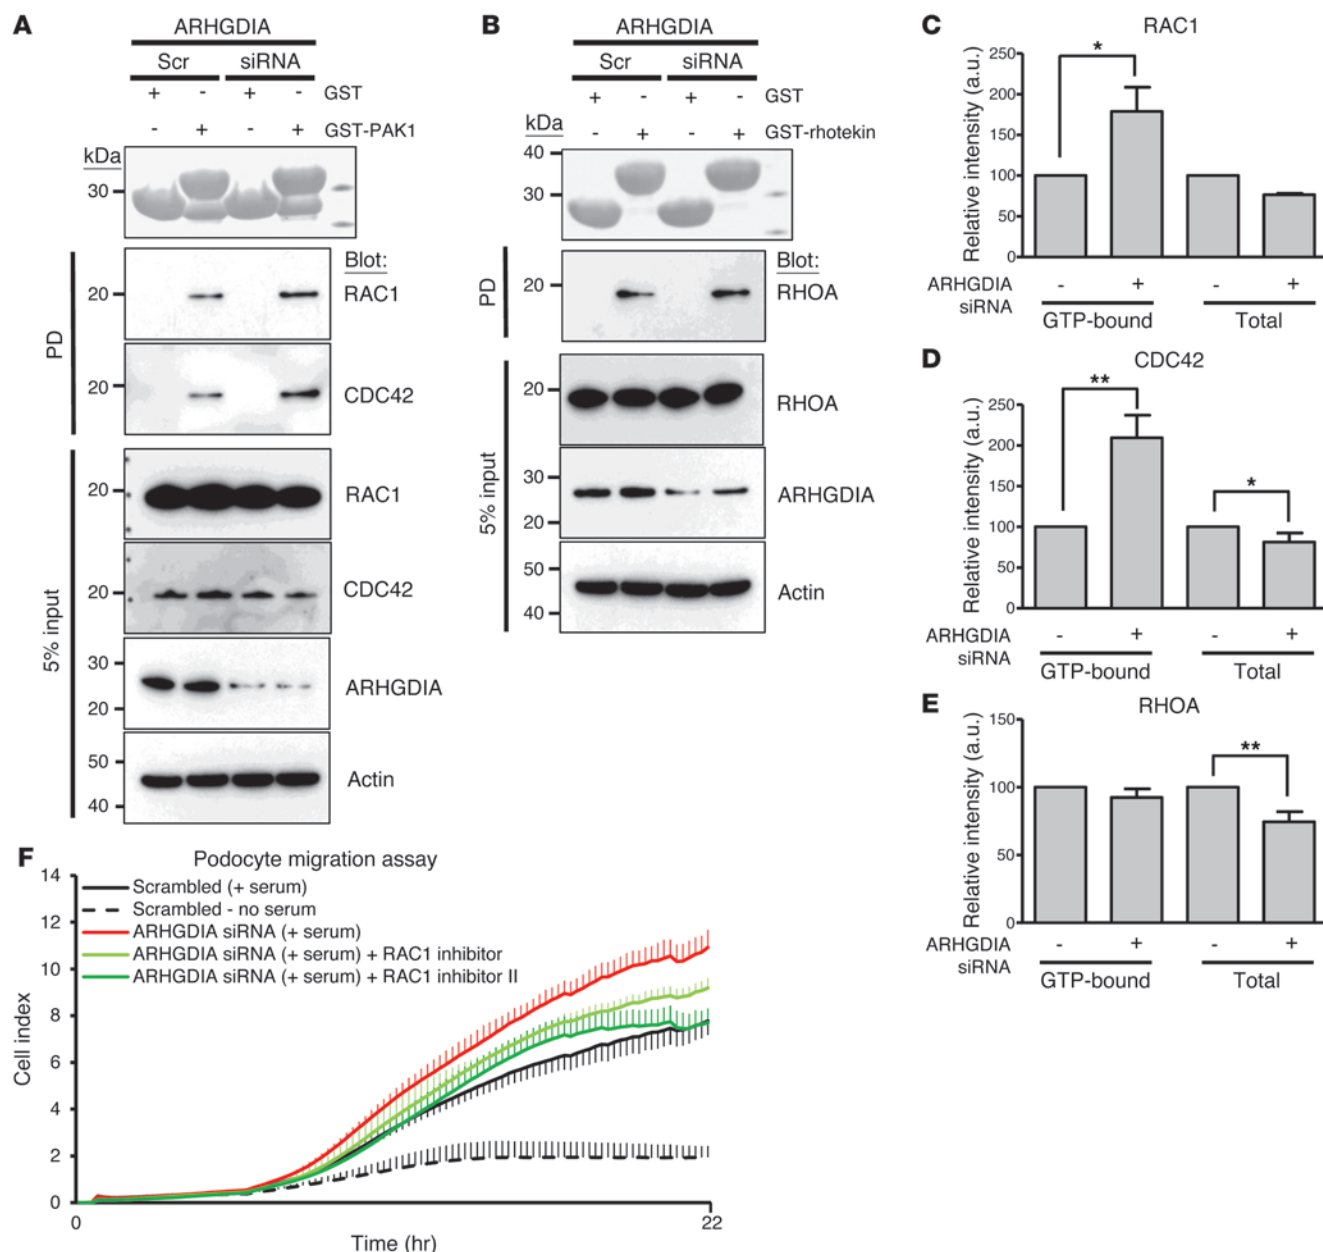 A
ARHGDIA
Scr siRNA
+ - + - GST
- + - + GST-PAK1
kDa
30
Blot:
PD
20 RAC1
20 CDC42
5% input
20 RAC1
20 CDC42
30
20
ARHGDIA
50
40
Actin
B
ARHGDIA
Scr siRNA
+ - + - GST
- + - + GST-rhotekin
kDa
40
30
Blot:
PD
20 RHOA
5% input
20 RHOA
30
20
ARHGDIA
50
40
Actin
C
RAC1
Relative intensity (a.u.)
250
200
150
100
50
0
*
ARHGDIA siRNA - + - +
GTP-bound Total
D
CDC42
Relative intensity (a.u.)
250
200
150
100
50
0
** *
ARHGDIA siRNA - + - +
GTP-bound Total
E
RHOA
Relative intensity (a.u.)
150
100
50
0
**
ARHGDIA siRNA - + - +
GTP-bound Total
F
Podocyte migration assay
Scrambled (+ serum)
Scrambled - no serum
ARHGDIA siRNA (+ serum)
ARHGDIA siRNA (+ serum) + RAC1 inhibitor
ARHGDIA siRNA (+ serum) + RAC1 inhibitor II
Cell index
14
12
10
8
6
4
2
0
0 22
Time (hr)